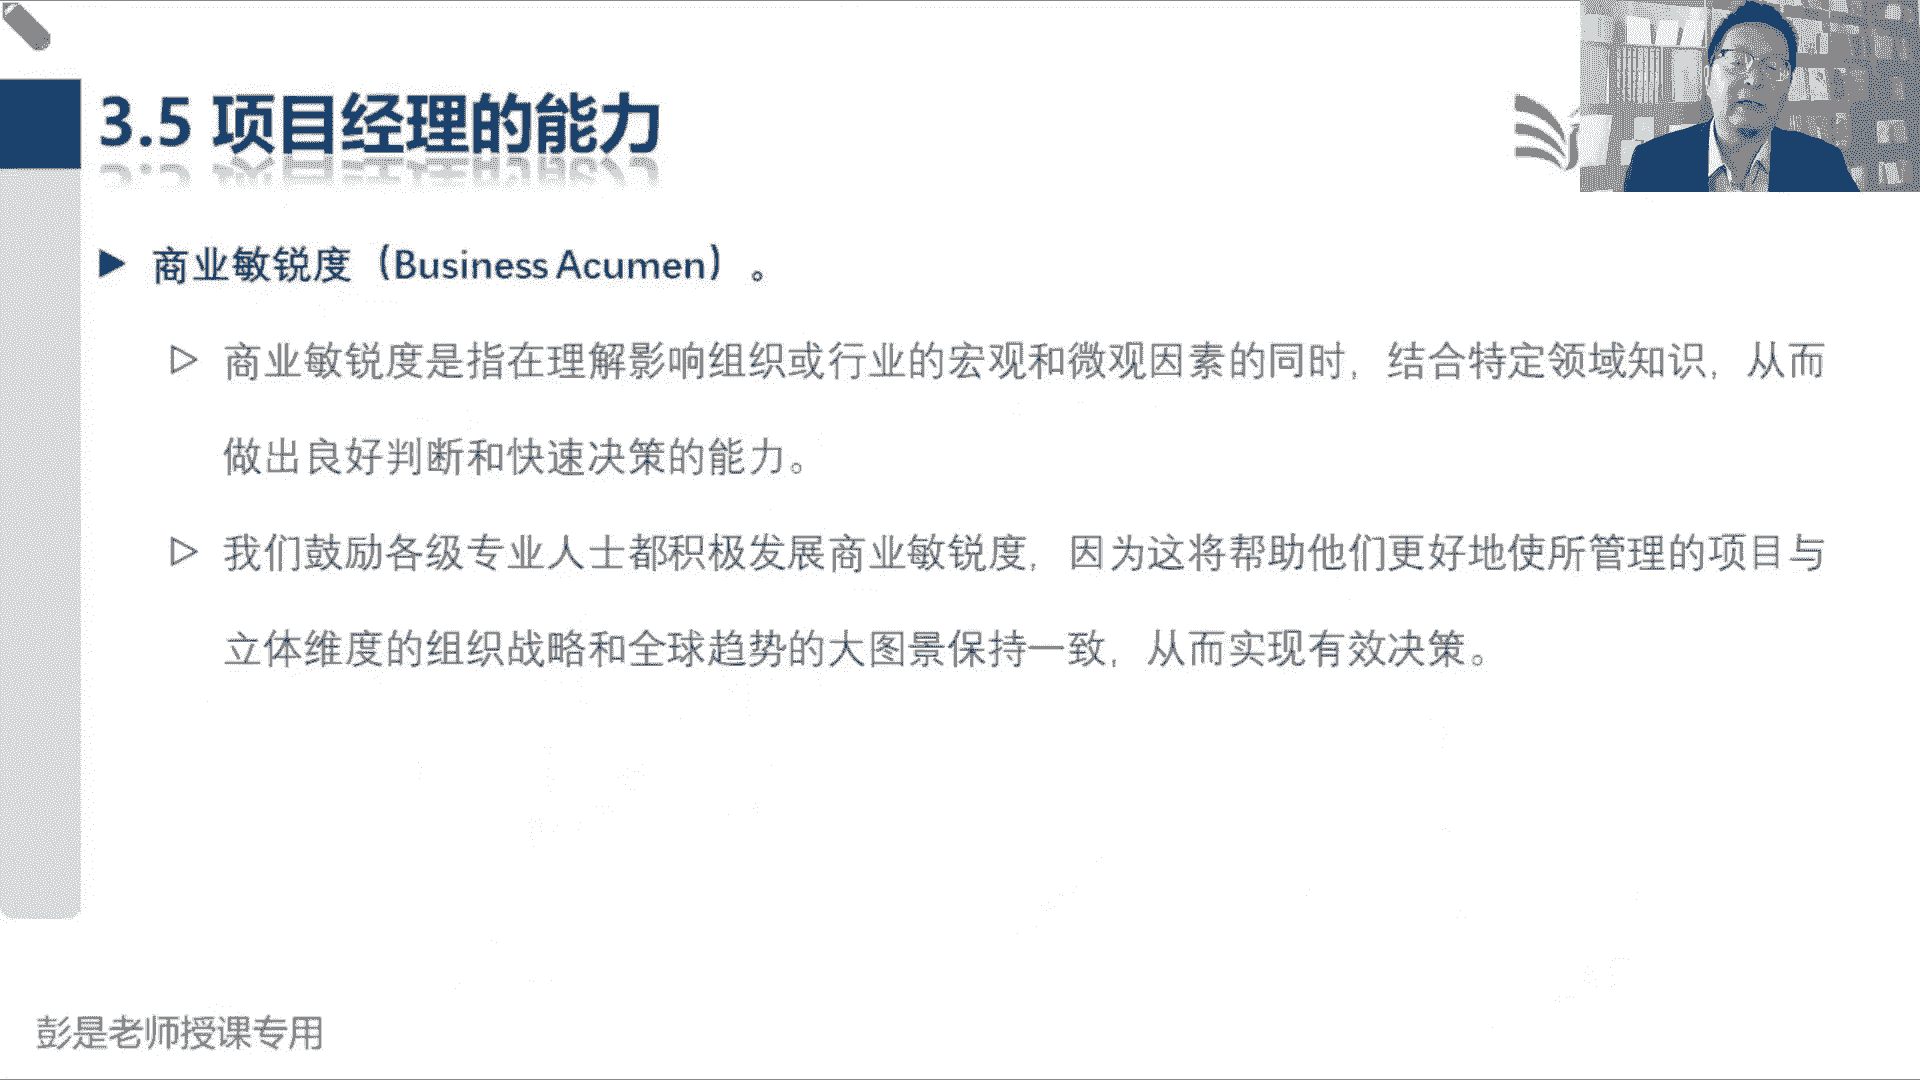 3.5 项目经理的能力
商业敏锐度（Business Acumen）。
商业敏锐度是指在理解影响组织或行业的宏观和微观因素的同时，结合特定领域知识，从而
做出良好判断和快速决策的能力。
我们鼓励各级专业人士都积极发展商业敏锐度，因为这将帮助他们更好地使所管理的项目与
立体维度的组织战略和全球趋势的大图景保持一致，从而实现有效决策。
彭是老师授课专用